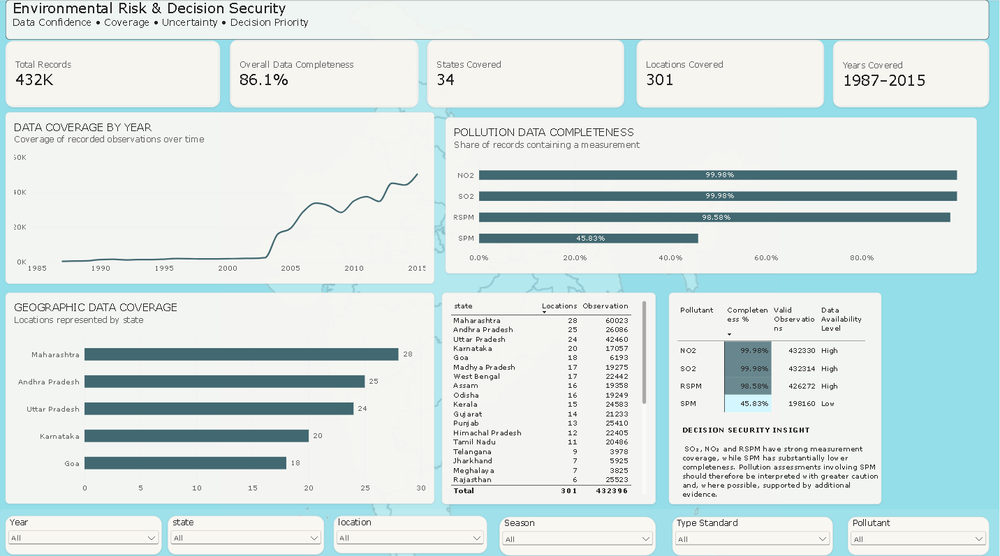 Environmental Risk & Decision Security
Data Confidence • Coverage • Uncertainty • Decision Priority
Total Records
432K
Overall Data Completeness
86.1%
States Covered
34
Locations Covered
301
Years Covered
1987–2015
DATA COVERAGE BY YEAR
Coverage of recorded observations over time
60K
40K
20K
0K
1985 1990 1995 2000 2005 2010 2015
POLLUTION DATA COMPLETENESS
Share of records containing a measurement
NO2 99.98%
SO2 99.98%
RSPM 98.58%
SPM 45.83%
0.0% 20.0% 40.0% 60.0% 80.0%
GEOGRAPHIC DATA COVERAGE
Locations represented by state
Maharashtra 28
Andhra Pradesh 25
Uttar Pradesh 24
Karnataka 20
Goa 18
0 5 10 15 20 25 30
state Locations Observation
Maharashtra 28 60023
Andhra Pradesh 25 26086
Uttar Pradesh 24 42460
Karnataka 20 17057
Goa 18 6193
Madhya Pradesh 17 19275
West Bengal 17 22442
Assam 16 19358
Odisha 16 19249
Kerala 15 24583
Gujarat 14 21233
Punjab 13 25410
Himachal Pradesh 12 22405
Tamil Nadu 11 20486
Telangana 9 3978
Jharkhand 7 5925
Meghalaya 7 3825
Rajasthan 6 25523
Total 301 432396
Pollutant Completen Valid Data
ess % Observatio Availability
ns Level
NO2 99.98% 432330 High
SO2 99.98% 432314 High
RSPM 98.58% 426272 High
SPM 45.83% 198160 Low
DECISION SECURITY INSIGHT
SO₂, NO₂ and RSPM have strong measurement
coverage, while SPM has substantially lower
completeness. Pollution assessments involving SPM
should therefore be interpreted with greater caution
and, where possible, supported by additional
evidence.
Year
All
state
All
location
All
Season
All
Type Standard
All
Pollutant
All